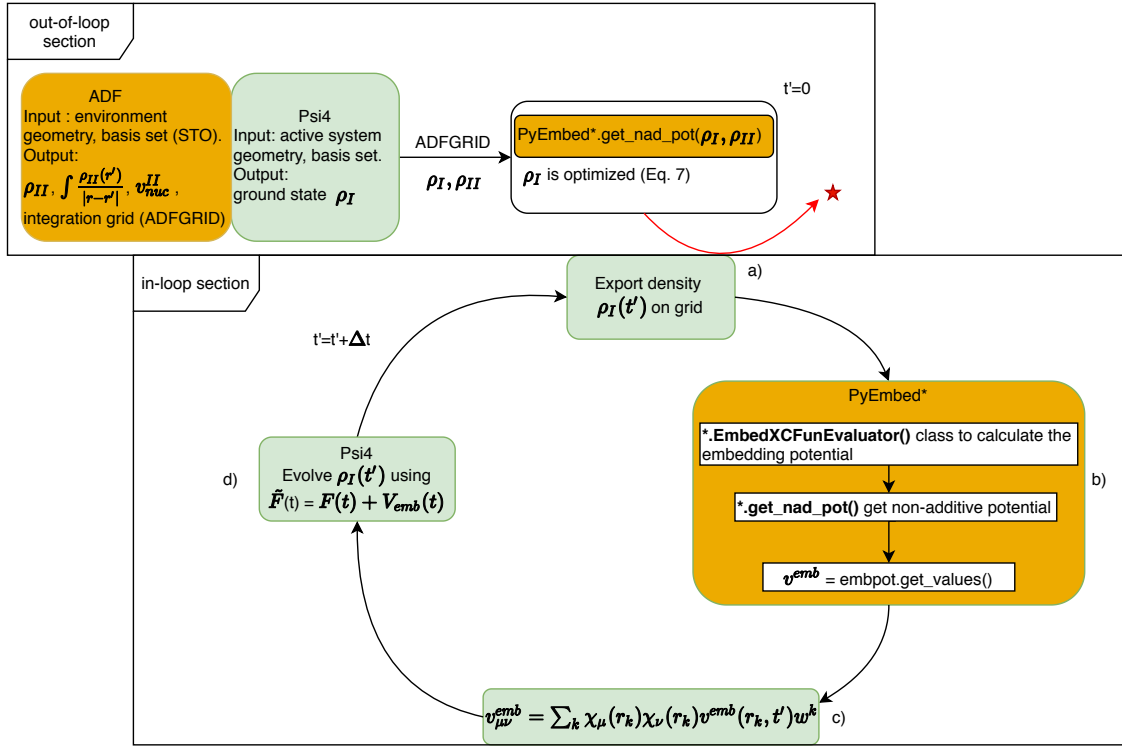 out-of-loop
section
ADF
Input : environment
geometry, basis set (STO).
Output:
ρ_II, ∫ ρ_II(r')/|r−r'|, v^II_nuc ,
integration grid (ADFGRID)
Psi4
Input: active system
geometry, basis set.
Output:
ground state ρ_I
ADFGRID
ρ_I, ρ_II
t'=0
PyEmbed*.get_nad_pot(ρ_I, ρ_II)
ρ_I is optimized (Eq. 7)
in-loop section
a)
Export density
ρ_I(t') on grid
t'=t'+Δt
PyEmbed*
*.EmbedXCFunEvaluator() class to calculate the
embedding potential
*.get_nad_pot() get non-additive potential
v^emb = embpot.get_values()
b)
d)
Psi4
Evolve ρ_I(t') using
F̃(t) = F(t) + V_emb(t)
v^emb_μν = ∑_k χ_μ(r_k)χ_ν(r_k)v^emb(r_k, t')w^k
c)